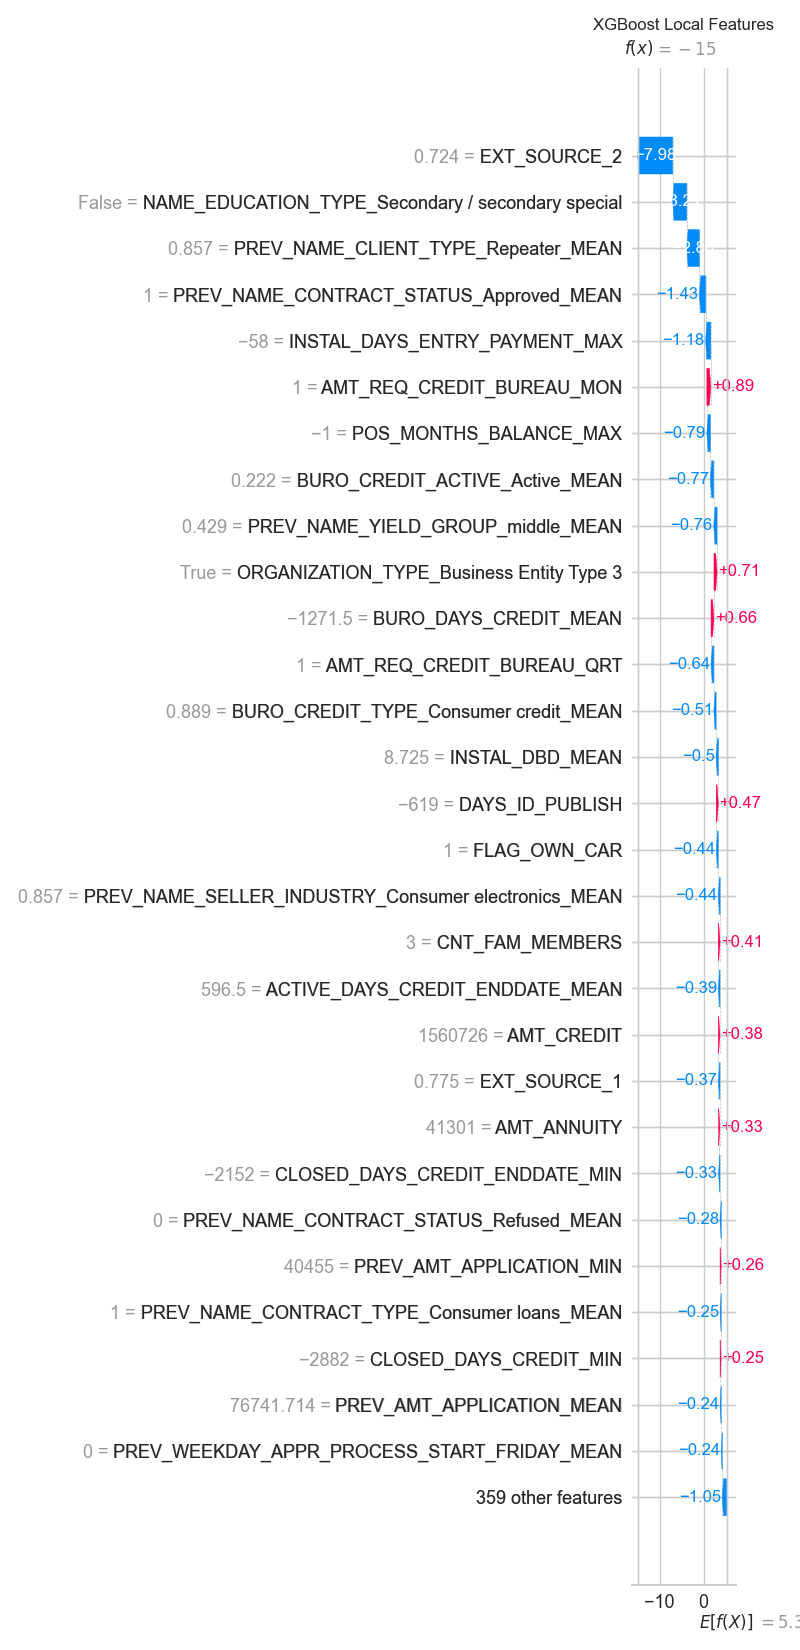 XGBoost Local Features
f(x) = −15
0.724 = EXT_SOURCE_2 −7.98
False = NAME_EDUCATION_TYPE_Secondary / secondary special
0.857 = PREV_NAME_CLIENT_TYPE_Repeater_MEAN
1 = PREV_NAME_CONTRACT_STATUS_Approved_MEAN −1.43
−58 = INSTAL_DAYS_ENTRY_PAYMENT_MAX −1.18
1 = AMT_REQ_CREDIT_BUREAU_MON +0.89
−1 = POS_MONTHS_BALANCE_MAX −0.79
0.222 = BURO_CREDIT_ACTIVE_Active_MEAN −0.77
0.429 = PREV_NAME_YIELD_GROUP_middle_MEAN −0.76
True = ORGANIZATION_TYPE_Business Entity Type 3 +0.71
−1271.5 = BURO_DAYS_CREDIT_MEAN +0.66
1 = AMT_REQ_CREDIT_BUREAU_QRT −0.64
0.889 = BURO_CREDIT_TYPE_Consumer credit_MEAN −0.51
8.725 = INSTAL_DBD_MEAN −0.5
−619 = DAYS_ID_PUBLISH +0.47
1 = FLAG_OWN_CAR −0.44
0.857 = PREV_NAME_SELLER_INDUSTRY_Consumer electronics_MEAN −0.44
3 = CNT_FAM_MEMBERS +0.41
596.5 = ACTIVE_DAYS_CREDIT_ENDDATE_MEAN −0.39
1560726 = AMT_CREDIT +0.38
0.775 = EXT_SOURCE_1 −0.37
41301 = AMT_ANNUITY +0.33
−2152 = CLOSED_DAYS_CREDIT_ENDDATE_MIN −0.33
0 = PREV_NAME_CONTRACT_STATUS_Refused_MEAN −0.28
40455 = PREV_AMT_APPLICATION_MIN +0.26
1 = PREV_NAME_CONTRACT_TYPE_Consumer loans_MEAN −0.25
−2882 = CLOSED_DAYS_CREDIT_MIN +0.25
76741.714 = PREV_AMT_APPLICATION_MEAN −0.24
0 = PREV_WEEKDAY_APPR_PROCESS_START_FRIDAY_MEAN −0.24
359 other features −1.05
−10 0
E[f(X)] =